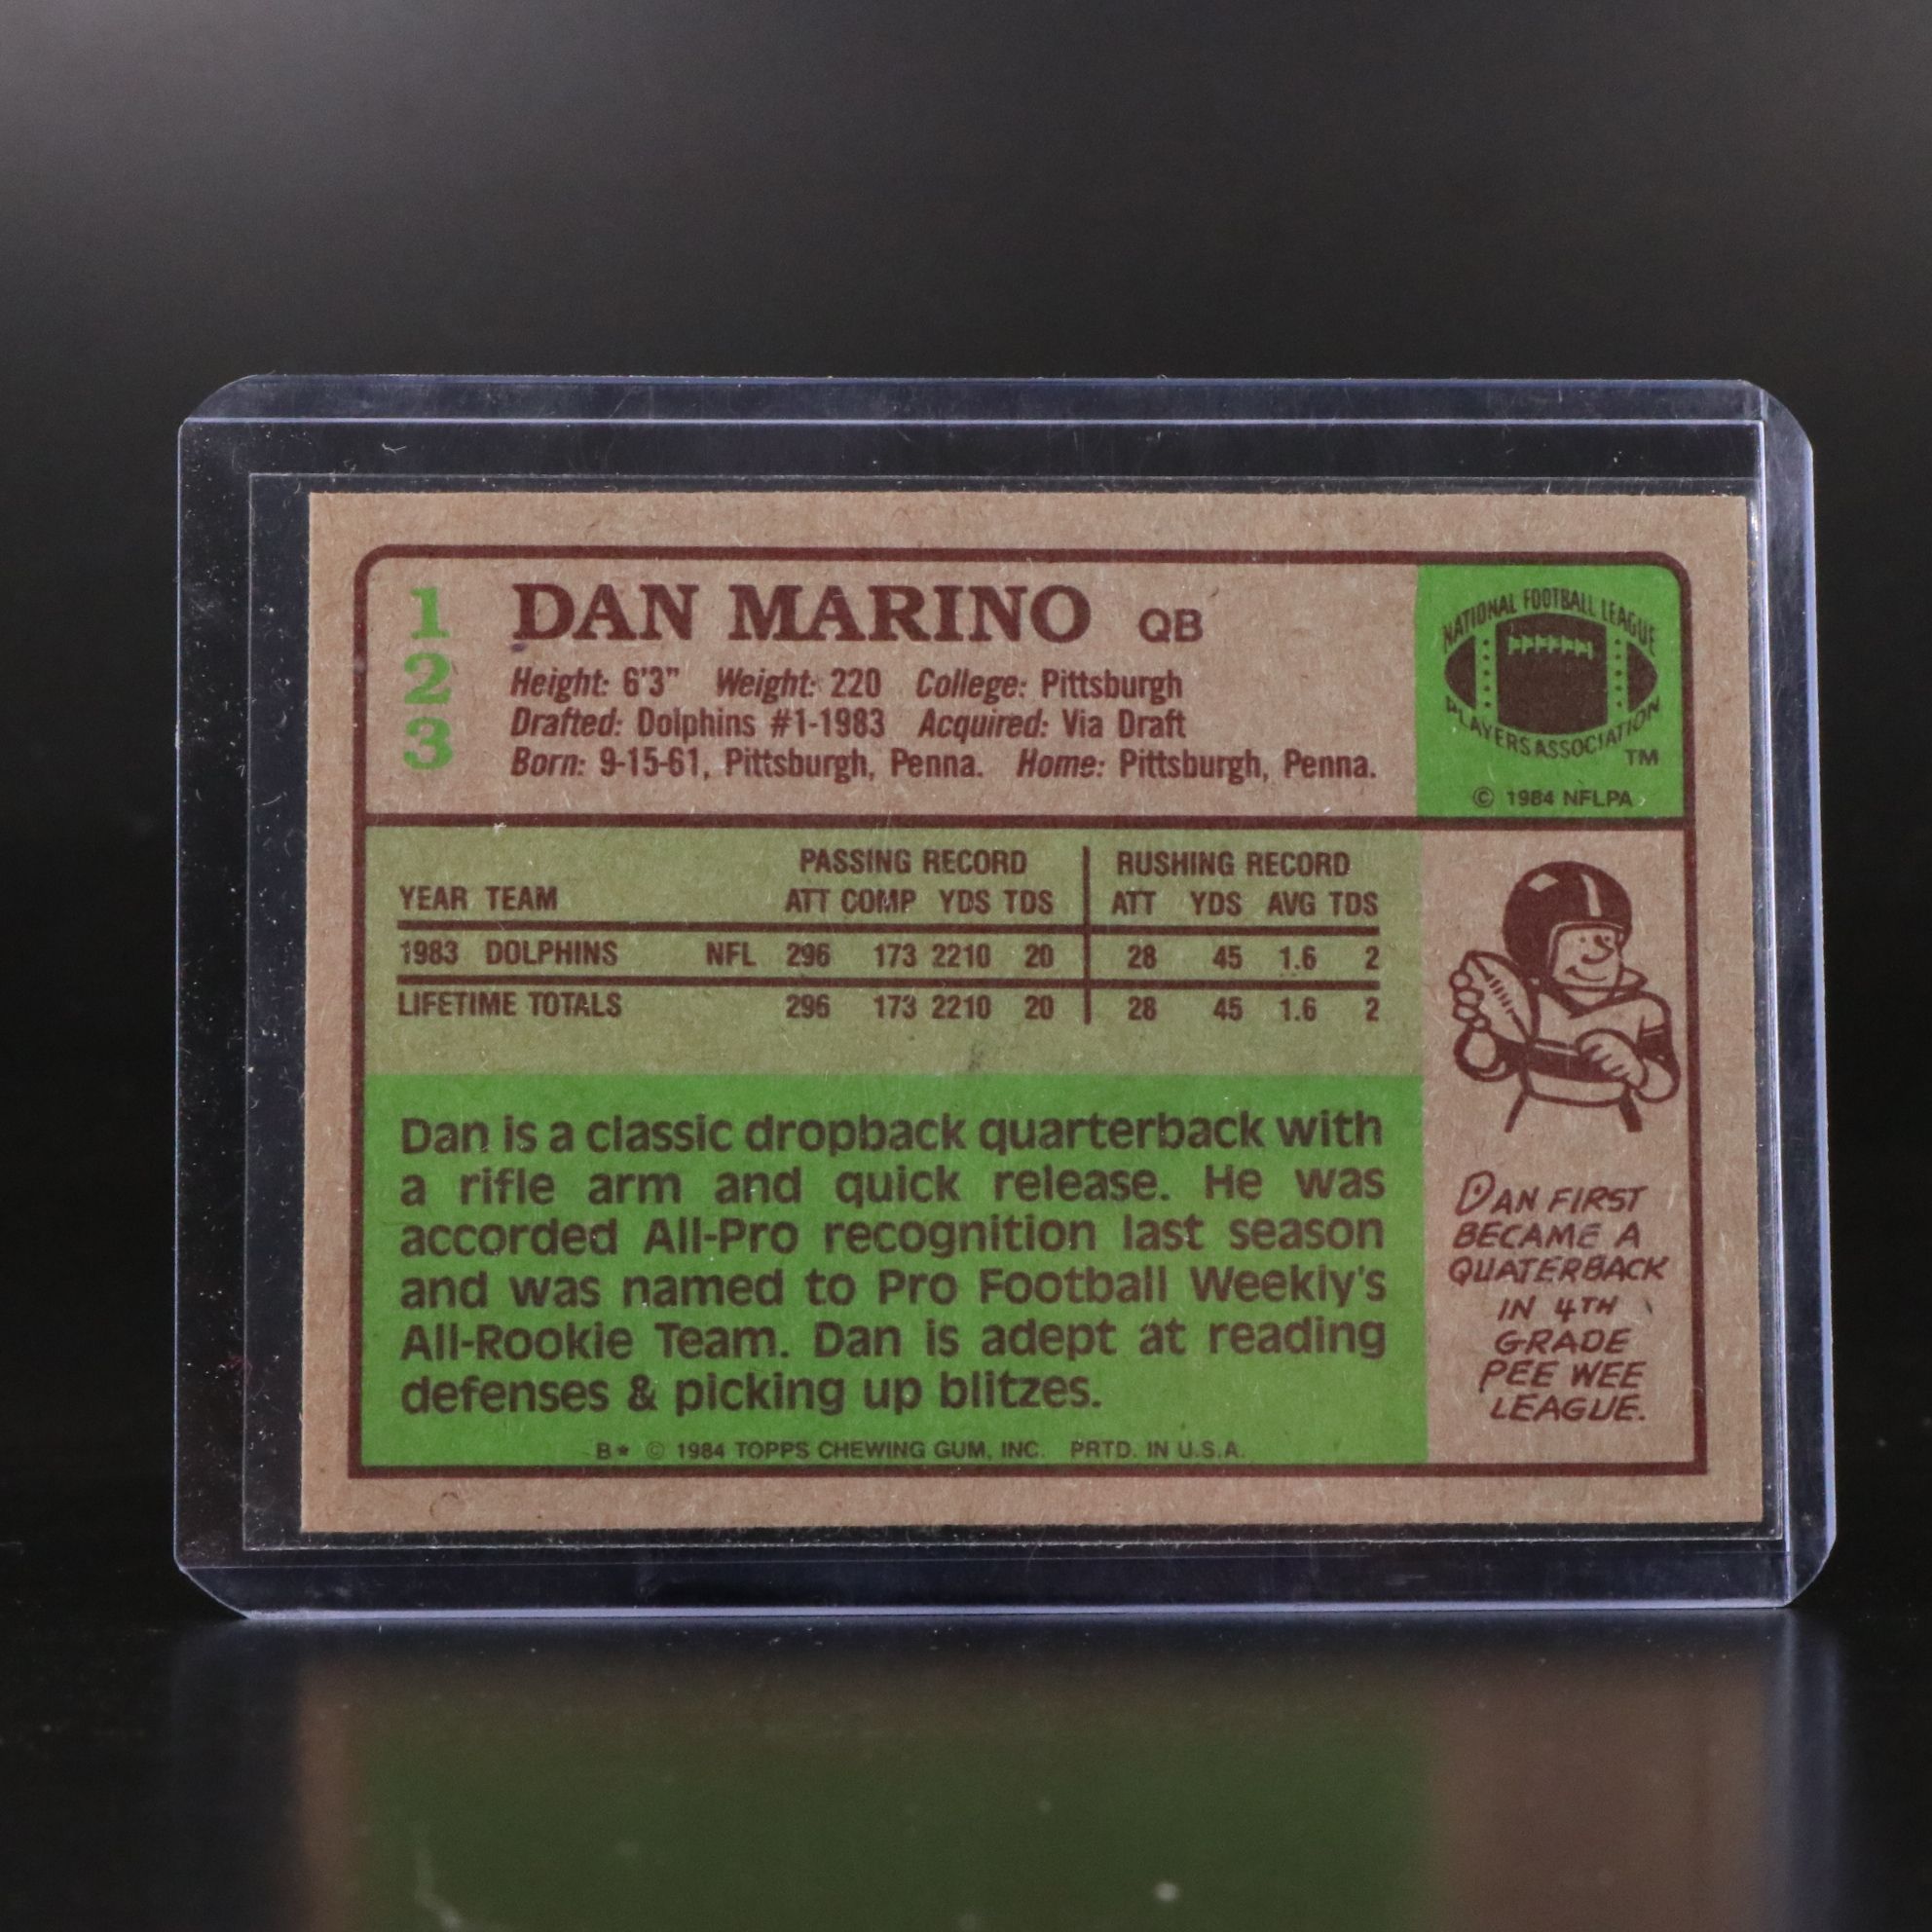 1
2
3
DAN MARINO QB
Height: 6'3" Weight: 220 College: Pittsburgh
Drafted: Dolphins #1-1983 Acquired: Via Draft
Born: 9-15-61, Pittsburgh, Penna. Home: Pittsburgh, Penna.
NATIONAL FOOTBALL LEAGUE
PLAYERS ASSOCIATION
TM
© 1984 NFLPA
PASSING RECORD RUSHING RECORD
YEAR TEAM ATT COMP YDS TDS ATT YDS AVG TDS
1983 DOLPHINS NFL 296 173 2210 20 28 45 1.6 2
LIFETIME TOTALS 296 173 2210 20 28 45 1.6 2
Dan is a classic dropback quarterback with
a rifle arm and quick release. He was
accorded All-Pro recognition last season
and was named to Pro Football Weekly's
All-Rookie Team. Dan is adept at reading
defenses & picking up blitzes.
B* © 1984 TOPPS CHEWING GUM, INC. PRTD. IN U.S.A.
DAN FIRST
BECAME A
QUATERBACK
IN 4TH
GRADE
PEE WEE
LEAGUE.